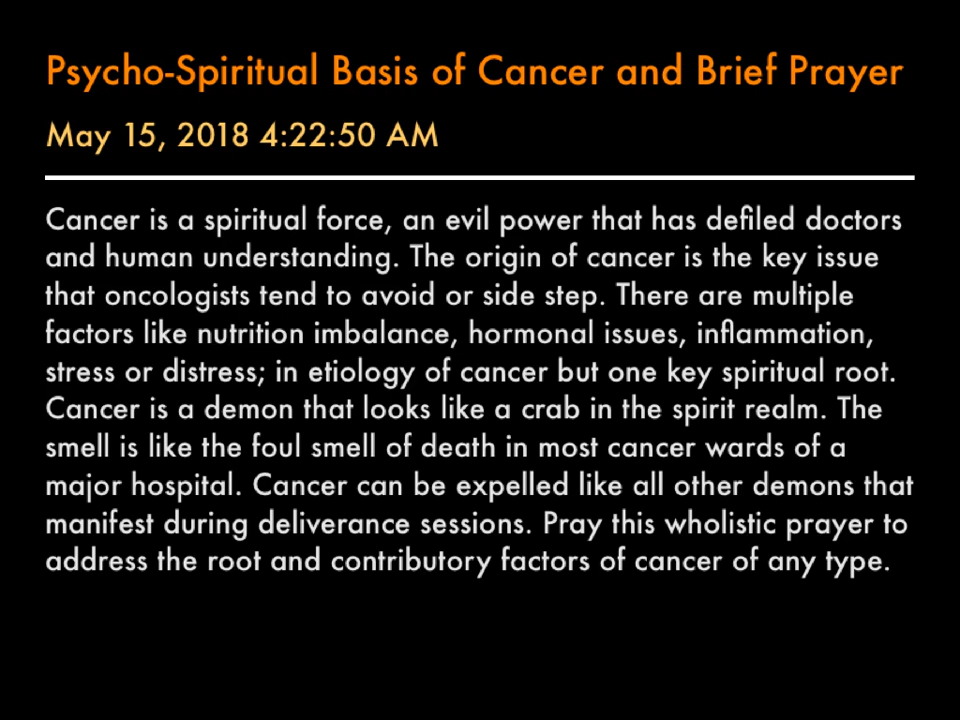 Psycho-Spiritual Basis of Cancer and Brief Prayer
May 15, 2018 4:22:50 AM
Cancer is a spiritual force, an evil power that has defiled doctors
and human understanding. The origin of cancer is the key issue
that oncologists tend to avoid or side step. There are multiple
factors like nutrition imbalance, hormonal issues, inflammation,
stress or distress; in etiology of cancer but one key spiritual root.
Cancer is a demon that looks like a crab in the spirit realm. The
smell is like the foul smell of death in most cancer wards of a
major hospital. Cancer can be expelled like all other demons that
manifest during deliverance sessions. Pray this wholistic prayer to
address the root and contributory factors of cancer of any type.